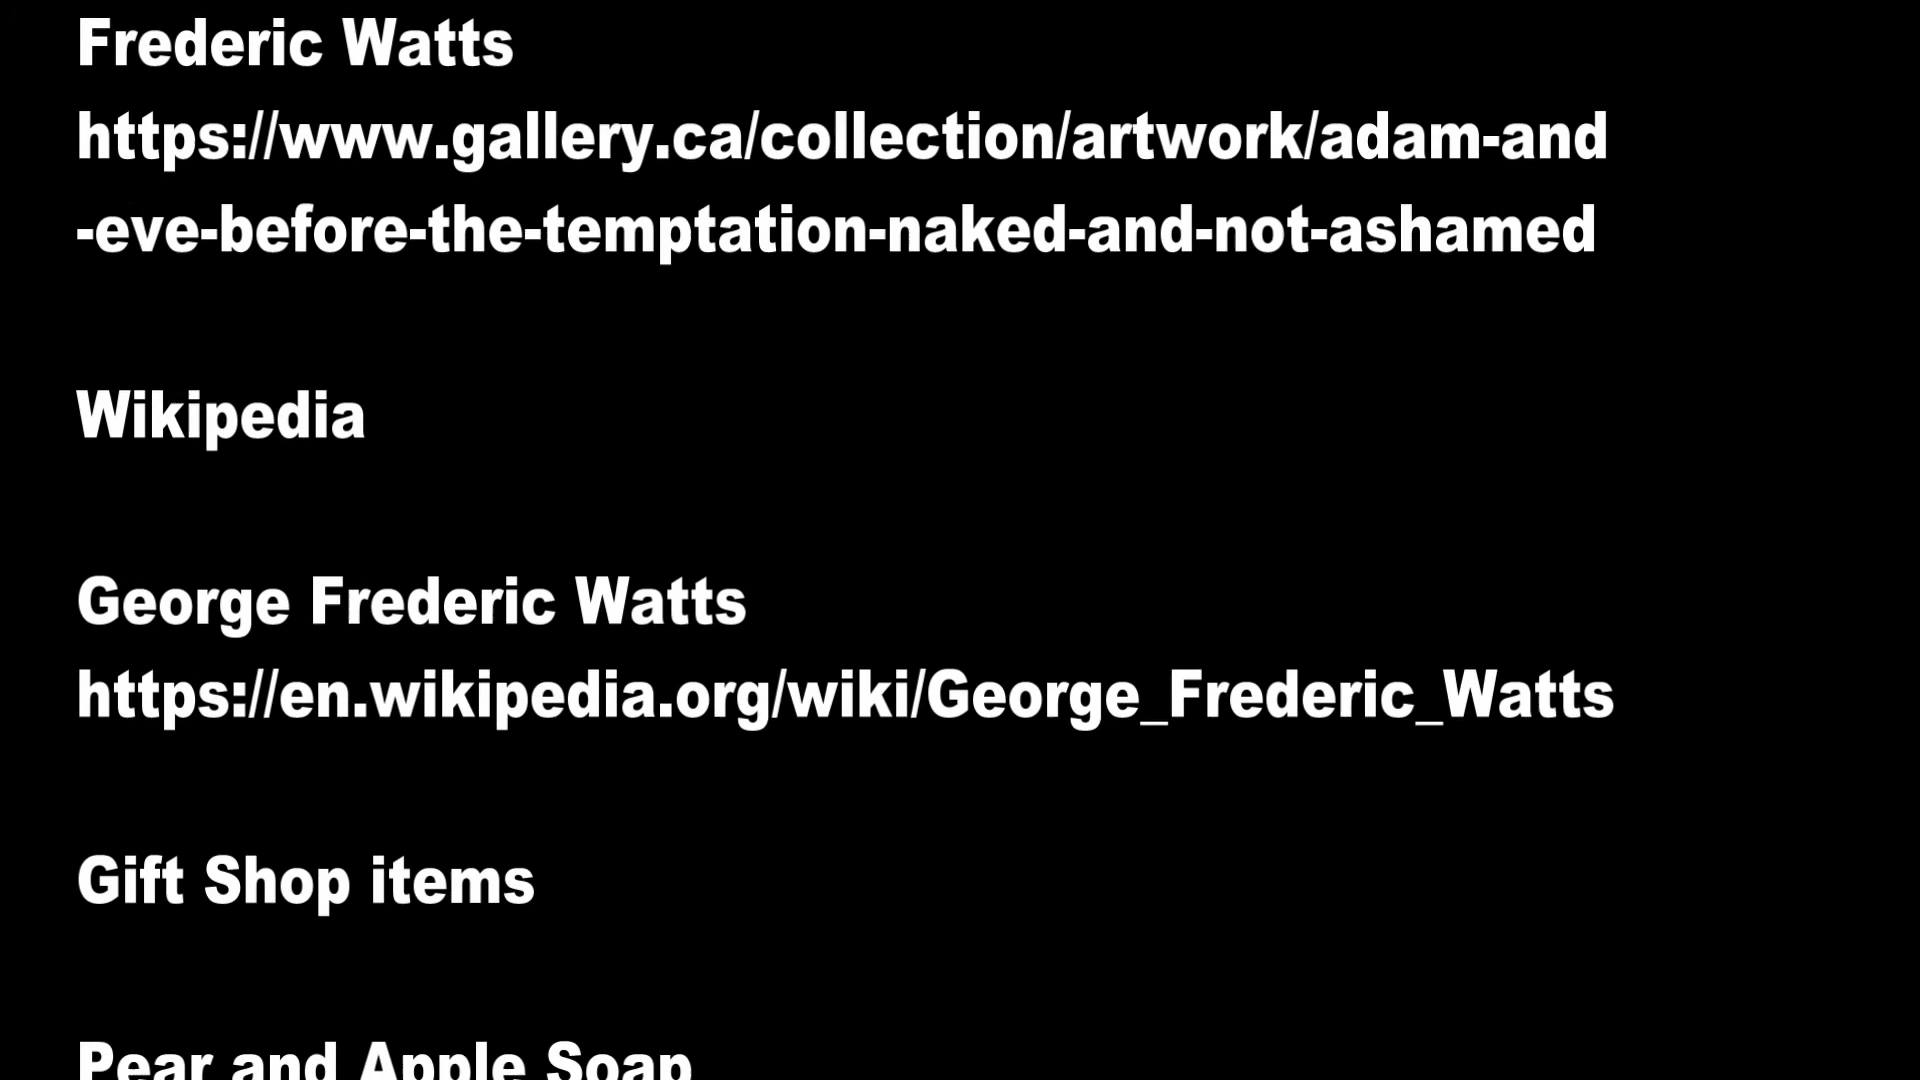 Frederic Watts
https://www.gallery.ca/collection/artwork/adam-and
-eve-before-the-temptation-naked-and-not-ashamed
Wikipedia
George Frederic Watts
https://en.wikipedia.org/wiki/George_Frederic_Watts
Gift Shop items
Pear and Apple Soap